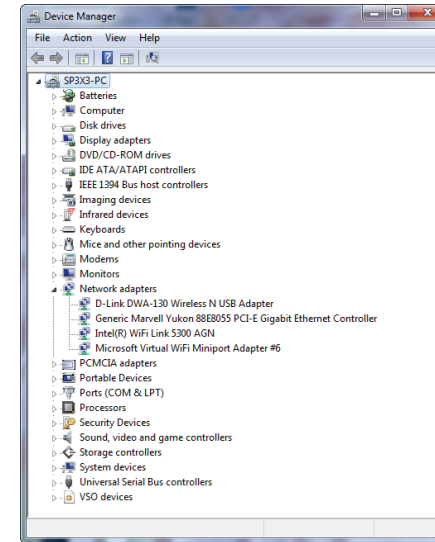 Device Manager
File Action View Help
SP3X3-PC
Batteries
Computer
Disk drives
Display adapters
DVD/CD-ROM drives
IDE ATA/ATAPI controllers
IEEE 1394 Bus host controllers
Imaging devices
Infrared devices
Keyboards
Mice and other pointing devices
Modems
Monitors
Network adapters
D-Link DWA-130 Wireless N USB Adapter
Generic Marvell Yukon 88E8055 PCI-E Gigabit Ethernet Controller
Intel(R) WiFi Link 5300 AGN
Microsoft Virtual WiFi Miniport Adapter #6
PCMCIA adapters
Portable Devices
Ports (COM & LPT)
Processors
Security Devices
Sound, video and game controllers
Storage controllers
System devices
Universal Serial Bus controllers
VSO devices